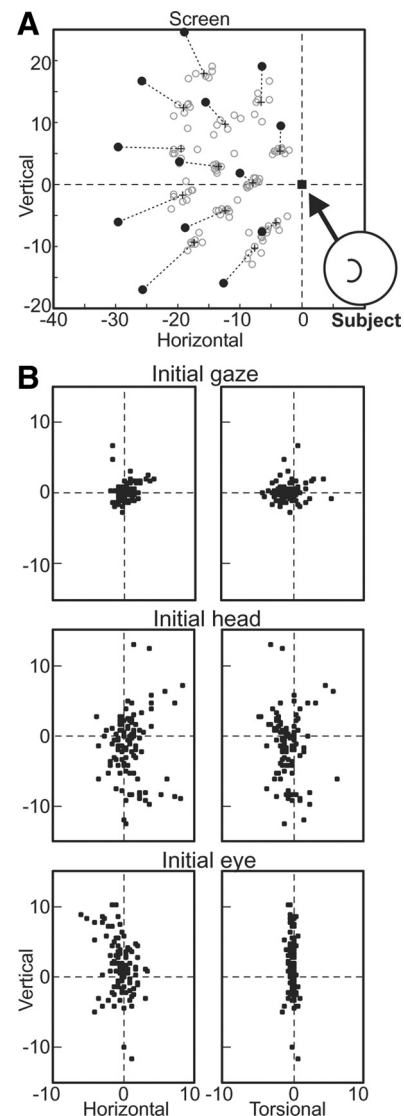 A
Screen
20
10
0
-10
-20
Vertical
-40
-30
-20
-10
0
Subject
Horizontal
B
Initial gaze
10
0
-10
Initial head
10
0
-10
Initial eye
10
0
-10
Vertical
-10
0
10
-10
0
10
Horizontal
Torsional